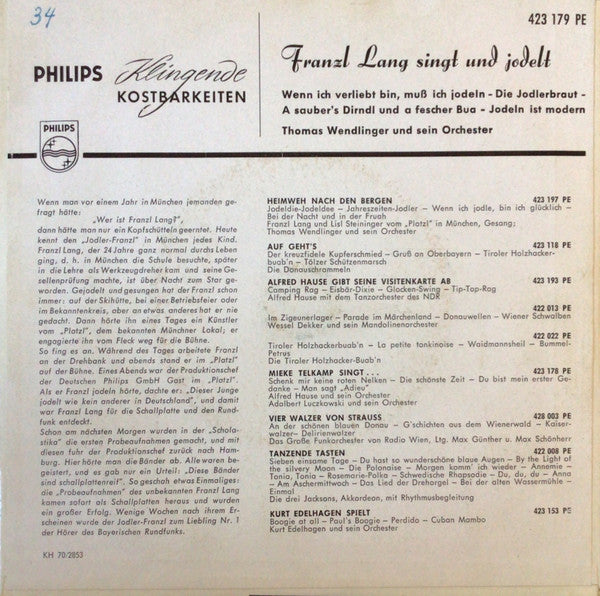 34
423 179 PE
PHILIPS Klingende
KOSTBARKEITEN
Franzl Lang singt und jodelt
Wenn ich verliebt bin, muß ich jodeln - Die Jodlerbraut -
A sauber's Dirndl und a fescher Bua - Jodeln ist modern
Thomas Wendlinger und sein Orchester
PHILIPS
Wenn man vor einem Jahr in München jemanden ge-
fragt hätte:
„Wer ist Franzl Lang?",
dann hätte man nur ein Kopfschütteln geerntet. Heute
kennt den „Jodler-Franzl" in München jedes Kind.
Franzl Lang, der 24 Jahre ganz normal durchs Leben
ging, d. h. in München die Schule besuchte, später
in die Lehre als Werkzeugdreher kam und seine Ge-
sellenprüfung machte, ist über Nacht zum Star ge-
worden. Gejodelt und gesungen hat der Franzl schon
immer: auf der Skihütte, bei einer Betriebsfeier oder
im Bekanntenkreis, aber an etwas anderes hat er nie
gedacht. Dann hörte ihn eines Tages ein Künstler
vom „Platzl", dem bekannten Münchner Lokal; er
engagierte ihn vom Fleck weg für die Bühne.
So fing es an. Während des Tages arbeitete Franzl
an der Drehbank und abends stand er im „Platzl"
auf der Bühne. Eines Abends war der Produktionschef
der Deutschen Philips GmbH Gast im „Platzl".
Als er Franzl jodeln hörte, dachte er: „Dieser Junge
jodelt wie kein anderer in Deutschland", und damit
war Franzl Lang für die Schallplatte und den Rund-
funk entdeckt.
Schon am nächsten Morgen wurden in der „Schola-
stika" die ersten Probeaufnahmen gemacht, und mit
diesen fuhr der Produktionschef zurück nach Ham-
burg. Hier hörte man die Bänder ab. Alle waren be-
geistert, und es gab nur ein Urteil: „Diese Bänder
sind schallplattenreif". So geschah etwas Einmaliges:
die „Probeaufnahmen" des unbekannten Franzl Lang
kamen sofort als Schallplatten heraus und wurden
ein großer Erfolg. Wenige Wochen nach ihrem Er-
scheinen wurde der Jodler-Franzl zum Liebling Nr. 1
der Hörer des Bayerischen Rundfunks.
KH 70/2853
HEIMWEH NACH DEN BERGEN 423 197 PE
Jodeldie-Jodeldee - Jahreszeiten-Jodler - Wenn ich jodle, bin ich glücklich -
Bei der Nacht und in der Fruah
Franzl Lang und Lisl Steininger vom „Platzl" in München, Gesang;
Thomas Wendlinger und sein Orchester
AUF GEHT'S 423 118 PE
Der kreuzfidele Kupferschmied - Gruß an Oberbayern - Tiroler Holzhacker-
buab'n - Tölzer Schützenmarsch
Die Donauschrammeln
ALFRED HAUSE GIBT SEINE VISITENKARTE AB 423 193 PE
Camping Rag - Eisbär-Dixie - Glocken-Swing - Tip-Top-Rag
Alfred Hause mit dem Tanzorchester des NDR
422 013 PE
Im Zigeunerlager - Parade im Märchenland - Donauwellen - Wiener Schwalben
Wessel Dekker und sein Mandolinenorchester
422 022 PE
Tiroler Holzhackerbuab'n - La petite tonkinoise - Waidmannsheil - Bummel-
Petrus
Die Tiroler Holzhacker-Buab'n
MIEKE TELKAMP SINGT... 423 178 PE
Schenk mir keine roten Nelken - Die schönste Zeit - Du bist mein erster Ge-
danke - Man sagt „Adieu"
Alfred Hause und sein Orchester
Adalbert Luczkowski und sein Orchester
VIER WALZER VON STRAUSS 428 003 PE
An der schönen blauen Donau - G'schichten aus dem Wienerwald - Kaiser-
walzer - Delirienwalzer
Das Große Funkorchester von Radio Wien, Ltg. Max Günther u. Max Schönherr
TANZENDE TASTEN 422 008 PE
Sieben einsame Tage - Du hast so wunderschöne blaue Augen - By the Light of
the silvery Moon - Die Polonaise - Morgen komm' ich wieder - Annemie -
Tania, Tonia - Rosemarie-Polka - Schwedische Rhapsodie - Du, du, du - Anna
- Am Aschermittwoch - Das Lied der Drehorgel - Bei der alten Wassermühle -
Einmal
Die drei Jacksons, Akkordeon, mit Rhythmusbegleitung
KURT EDELHAGEN SPIELT 423 153 PE
Boogie at all - Paul's Boogie - Perdido - Cuban Mambo
Kurt Edelhagen und sein Orchester